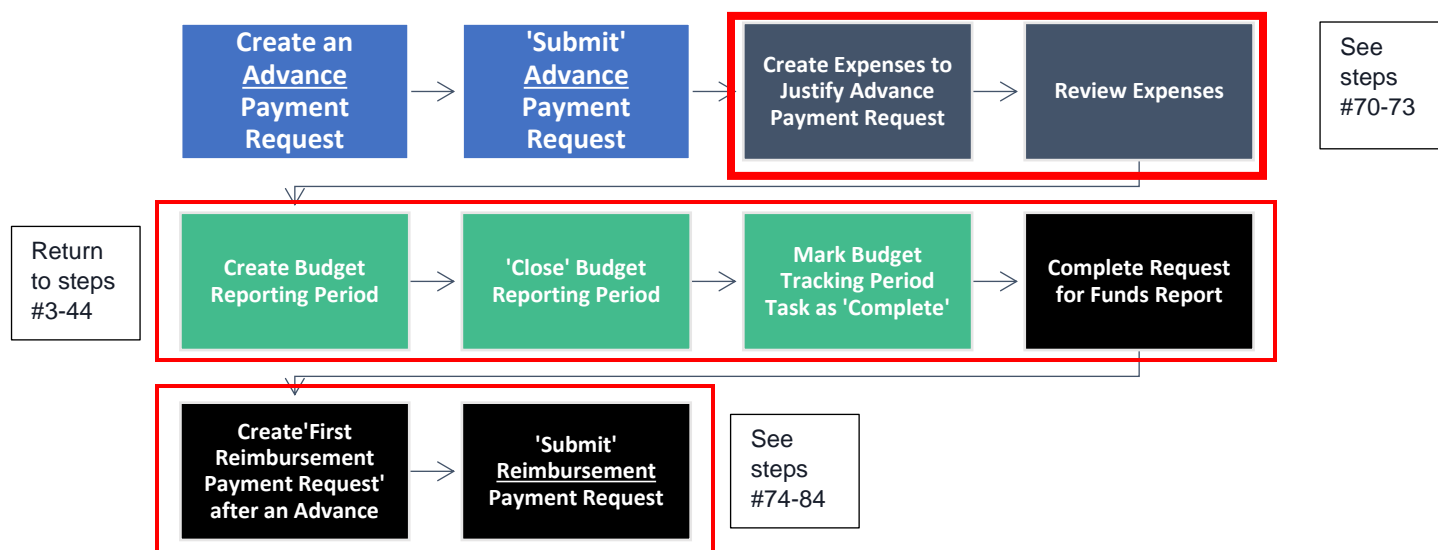 Create an
Advance
Payment
Request
'Submit'
Advance
Payment
Request
Create Expenses to
Justify Advance
Payment Request
Review Expenses
See
steps
#70-73
Return
to steps
#3-44
Create Budget
Reporting Period
'Close' Budget
Reporting Period
Mark Budget
Tracking Period
Task as 'Complete'
Complete Request
for Funds Report
Create'First
Reimbursement
Payment Request'
after an Advance
'Submit'
Reimbursement
Payment Request
See
steps
#74-84